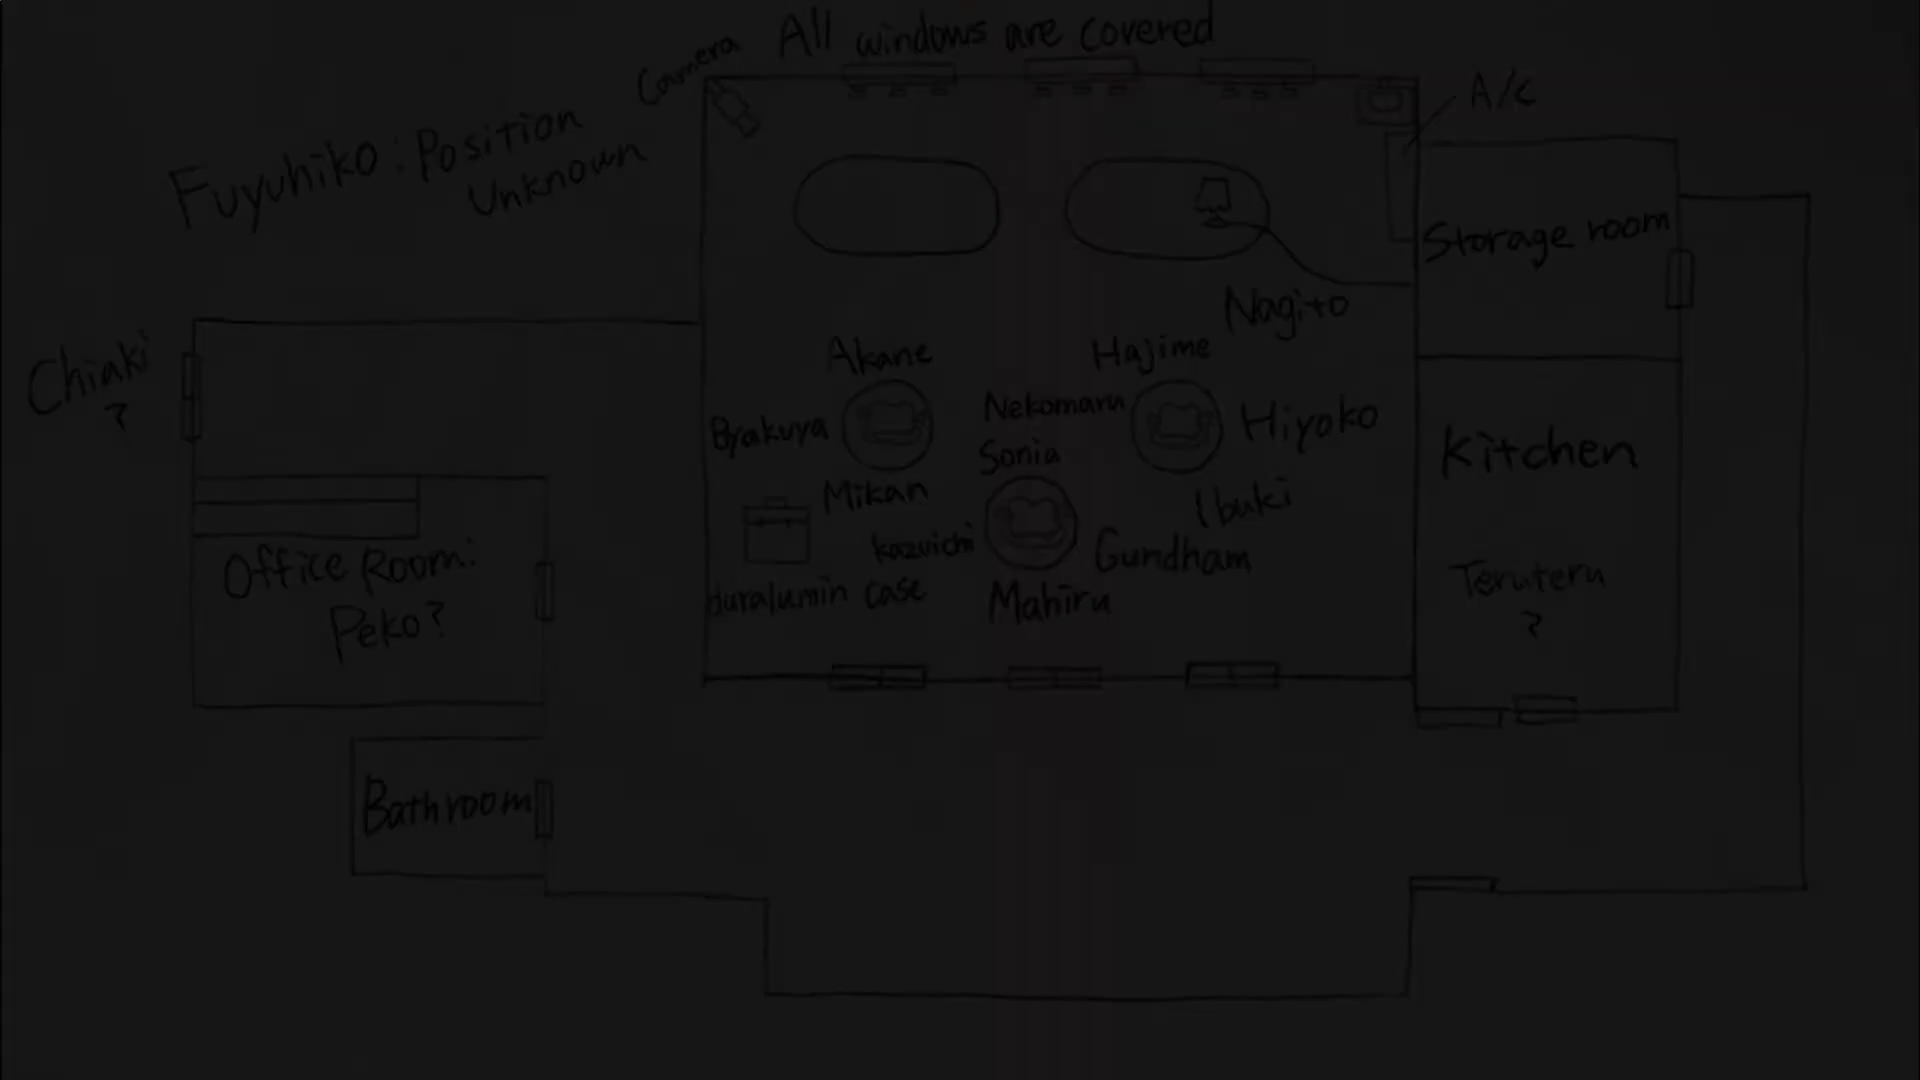 All windows are covered
Camera
A/C
Fuyuhiko: Position
Unknown
Storage room
Nagito
Chiaki
?
Akane
Hajime
Byakuya
Nekomaru
Hiyoko
Sonia
Kitchen
Mikan
Ibuki
Kazuichi
Gundham
Office Room:
Peko?
duralumin case
Mahiru
Teruteru
?
Bathroom